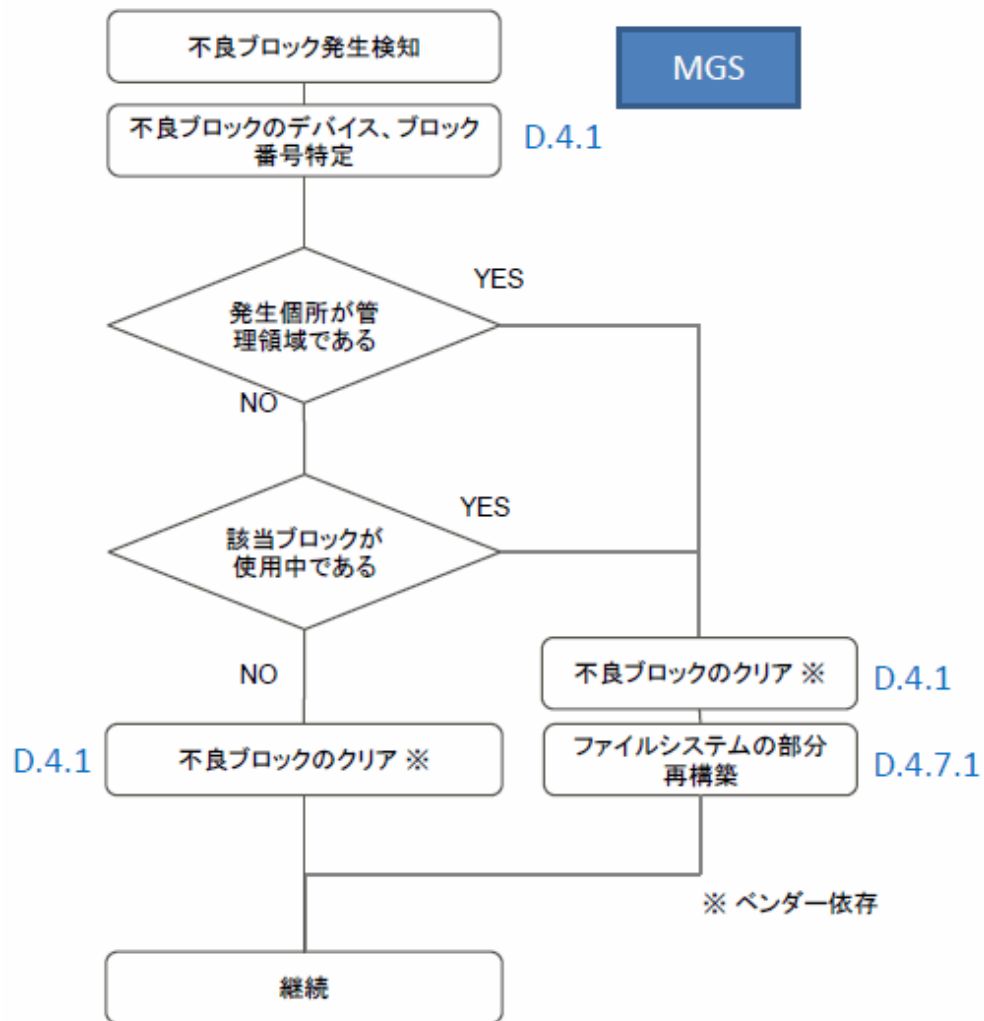 不良ブロック発生検知
MGS
不良ブロックのデバイス、ブロック
番号特定
D.4.1
YES
発生個所が管
理領域である
NO
YES
該当ブロックが
使用中である
NO
不良ブロックのクリア ※
D.4.1
D.4.1
不良ブロックのクリア ※
ファイルシステムの部分
再構築
D.4.7.1
※ ベンダー依存
継続